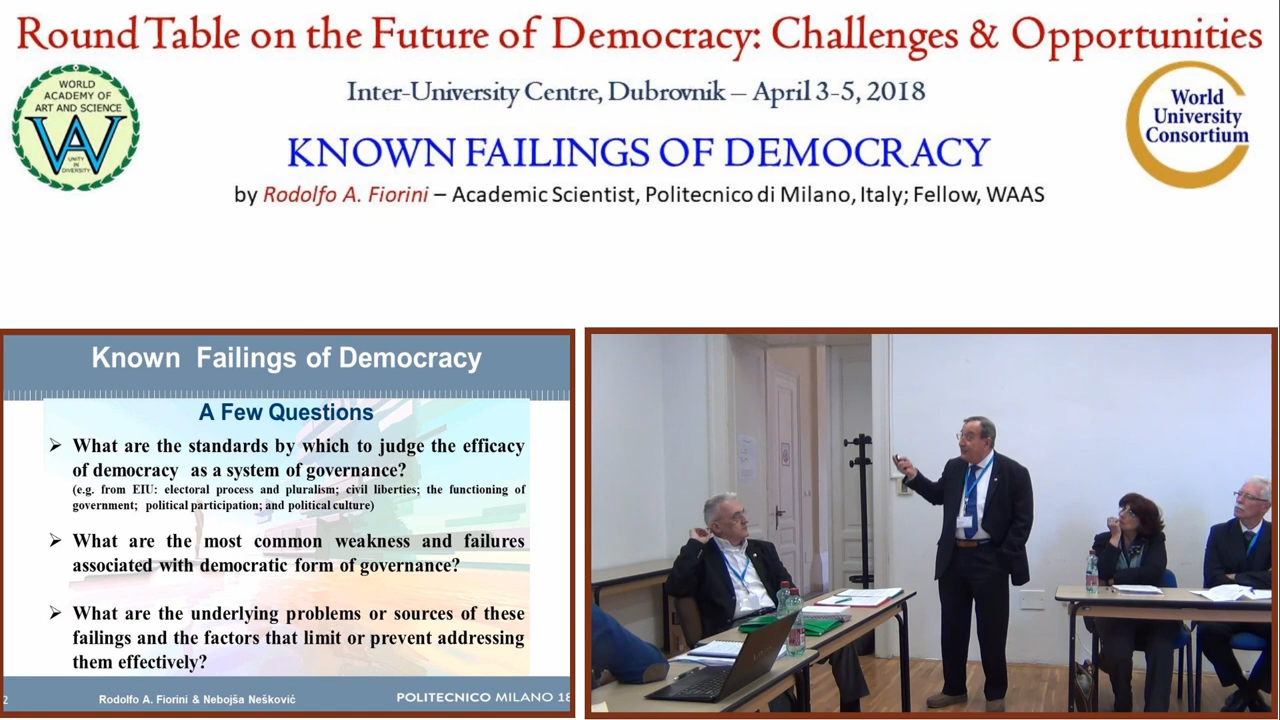 Round Table on the Future of Democracy: Challenges & Opportunities
WORLD
ACADEMY OF
ART AND SCIENCE
UNITY
IN
DIVERSITY
Inter-University Centre, Dubrovnik – April 3-5, 2018
World
University
Consortium
KNOWN FAILINGS OF DEMOCRACY
by Rodolfo A. Fiorini – Academic Scientist, Politecnico di Milano, Italy; Fellow, WAAS
Known Failings of Democracy
A Few Questions
➢ What are the standards by which to judge the efficacy
of democracy as a system of governance?
(e.g. from EIU: electoral process and pluralism; civil liberties; the functioning of
government; political participation; and political culture)
➢ What are the most common weakness and failures
associated with democratic form of governance?
➢ What are the underlying problems or sources of these
failings and the factors that limit or prevent addressing
them effectively?
2 Rodolfo A. Fiorini & Nebojša Nešković POLITECNICO MILANO 18